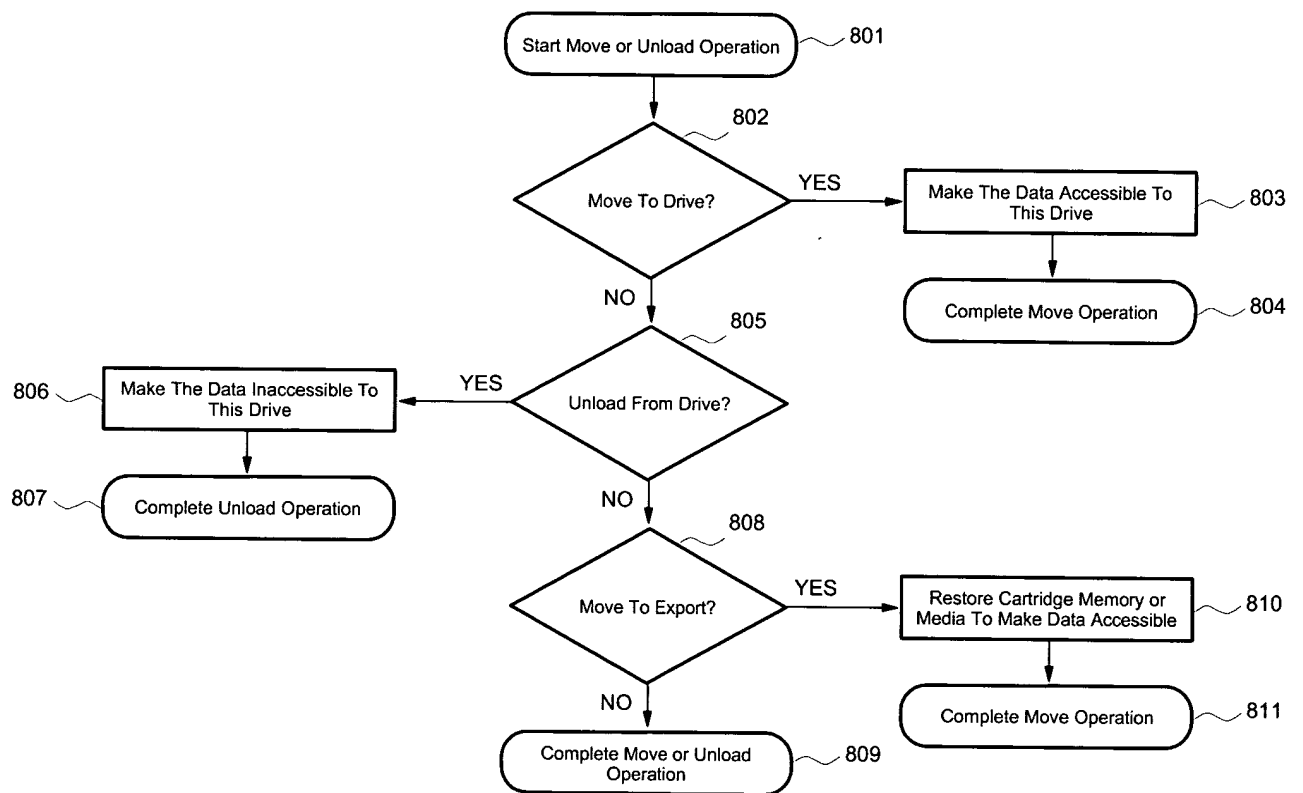 Start Move or Unload Operation
801
802
Move To Drive?
YES
Make The Data Accessible To
This Drive
803
NO
Complete Move Operation
804
805
Unload From Drive?
YES
806
Make The Data Inaccessible To
This Drive
NO
807
Complete Unload Operation
808
Move To Export?
YES
Restore Cartridge Memory or
Media To Make Data Accessible
810
NO
Complete Move Operation
811
Complete Move or Unload
Operation
809